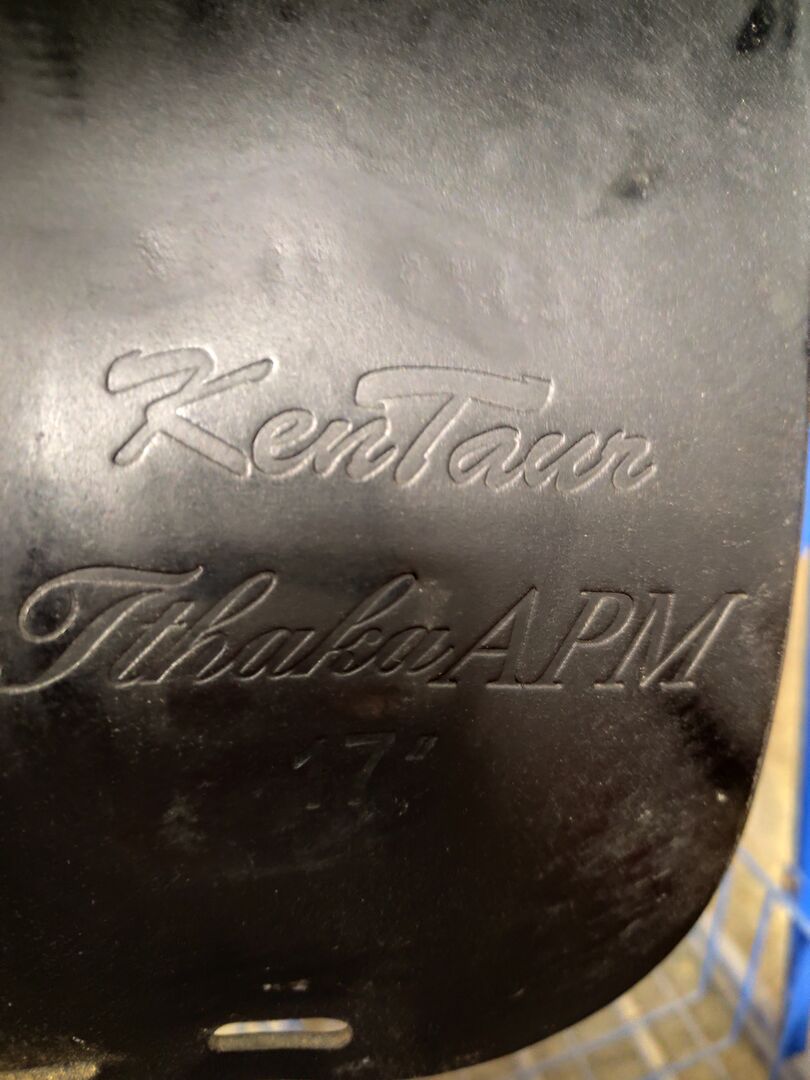 KenTaur
Ithaka APM
17"